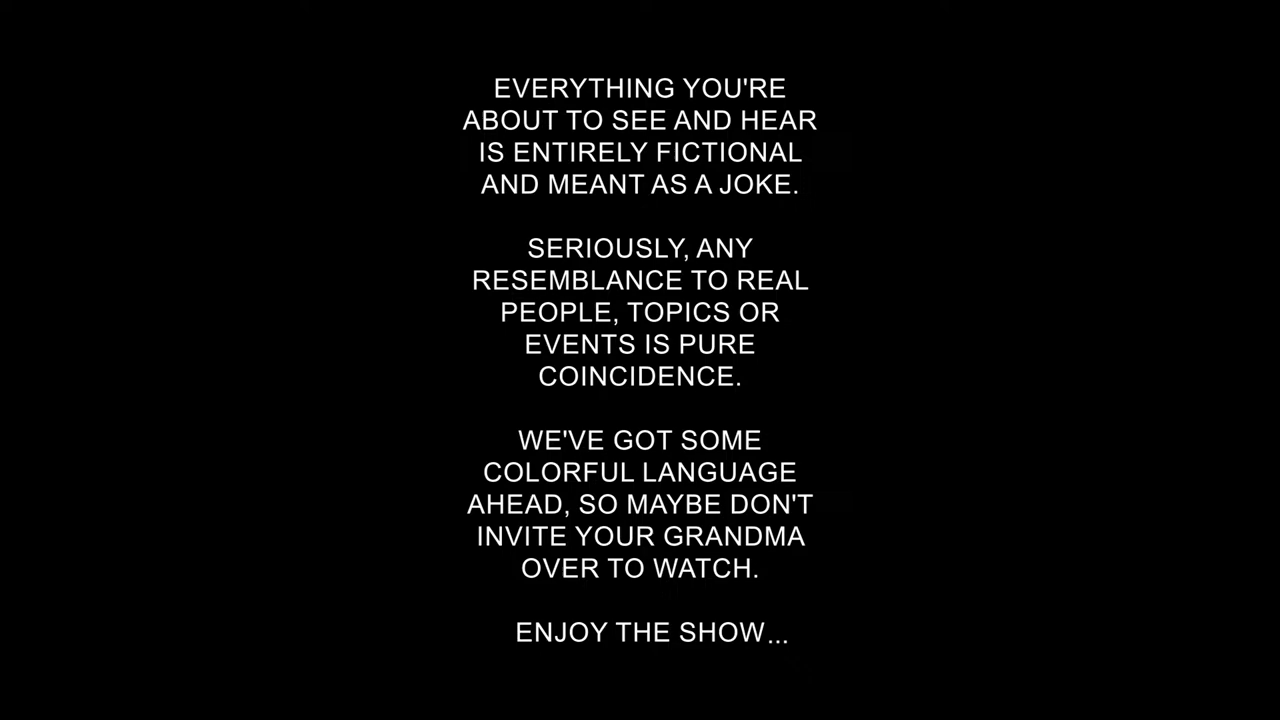 EVERYTHING YOU'RE
ABOUT TO SEE AND HEAR
IS ENTIRELY FICTIONAL
AND MEANT AS A JOKE.
SERIOUSLY, ANY
RESEMBLANCE TO REAL
PEOPLE, TOPICS OR
EVENTS IS PURE
COINCIDENCE.
WE'VE GOT SOME
COLORFUL LANGUAGE
AHEAD, SO MAYBE DON'T
INVITE YOUR GRANDMA
OVER TO WATCH.
ENJOY THE SHOW...